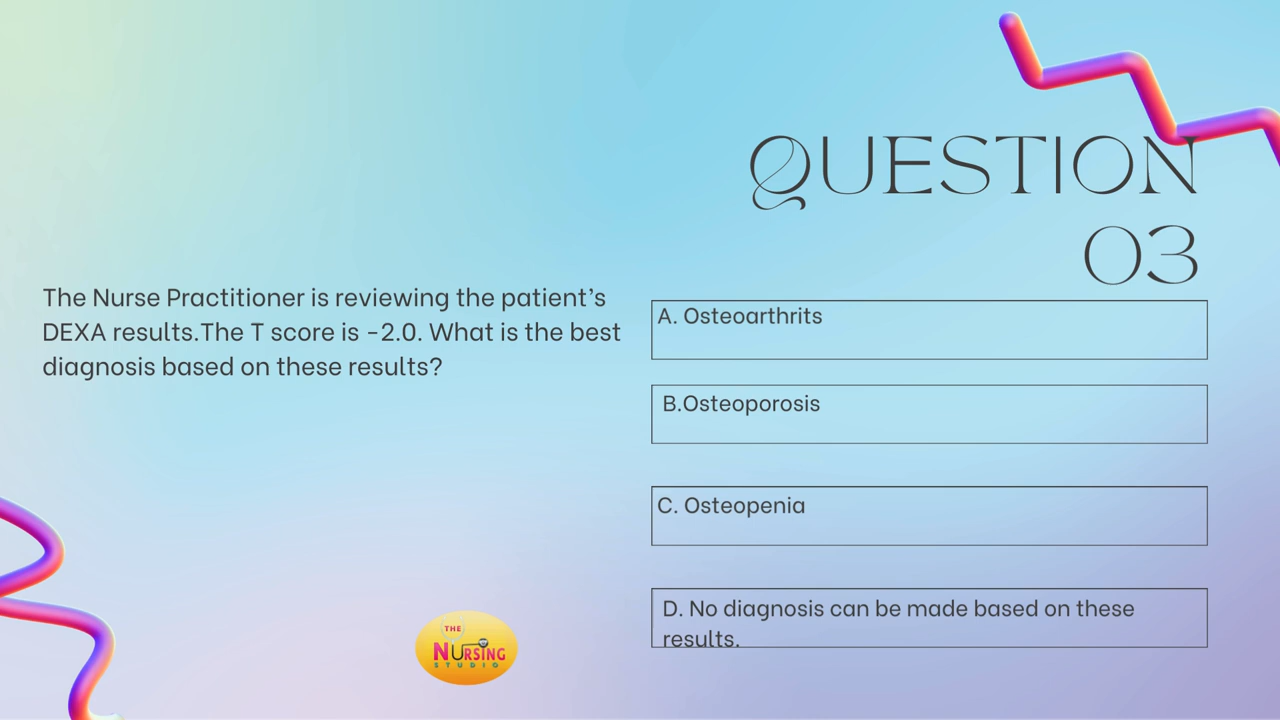 QUESTION
03
The Nurse Practitioner is reviewing the patient's
DEXA results.The T score is -2.0. What is the best
diagnosis based on these results?
A. Osteoarthrits
B.Osteoporosis
C. Osteopenia
D. No diagnosis can be made based on these
results.
THE
NURSING
STUDIO